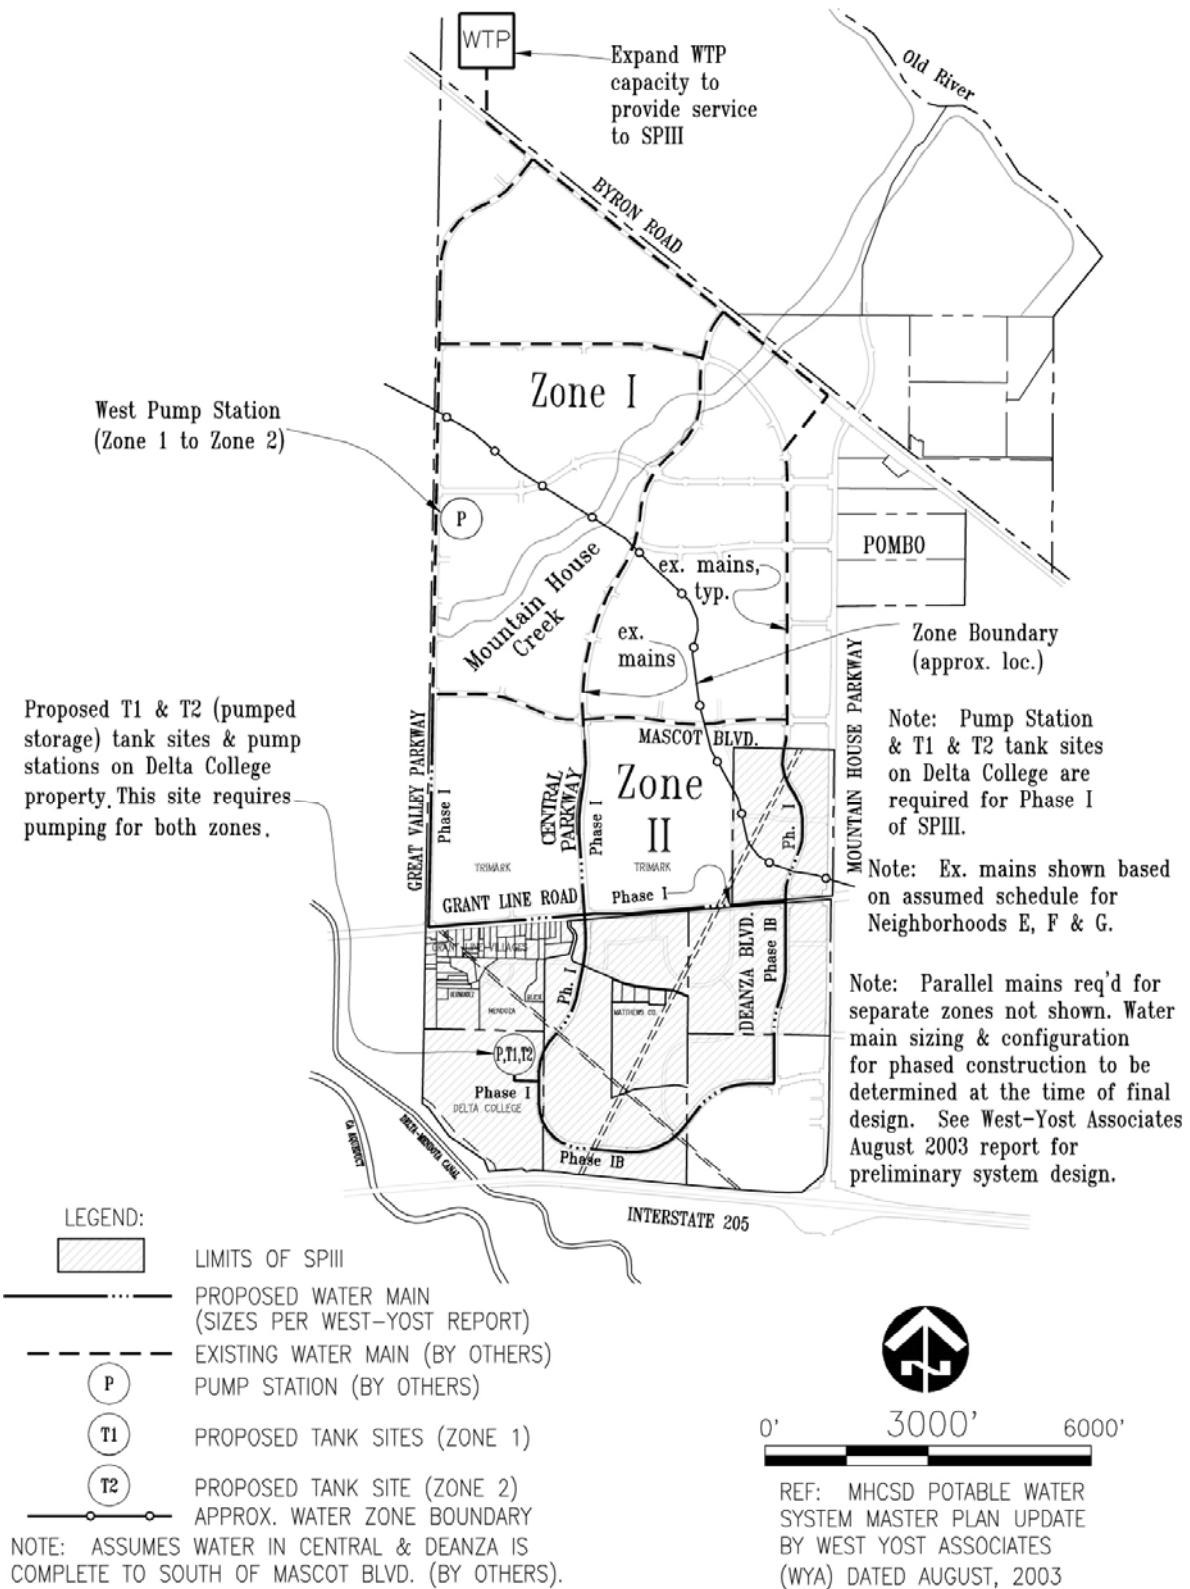 WTP
Expand WTP
capacity to
provide service
to SPIII
Old River
BYRON ROAD
Zone I
West Pump Station
(Zone 1 to Zone 2)
P
POMBO
Mountain House
Creek
ex. mains,
typ.
ex.
mains
Zone Boundary
(approx. loc.)
Proposed T1 & T2 (pumped
storage) tank sites & pump
stations on Delta College
property. This site requires
pumping for both zones.
GREAT VALLEY PARKWAY
Phase I
CENTRAL
PARKWAY
Phase I
MASCOT BLVD.
Zone
II
TRIMARK
TRIMARK
Ph. I
MOUNTAIN HOUSE PARKWAY
Note: Pump Station
& T1 & T2 tank sites
on Delta College are
required for Phase I
of SPIII.
GRANT LINE ROAD
Phase I
Note: Ex. mains shown based
on assumed schedule for
Neighborhoods E, F & G.
GRANT LINE VILLAGES
HERNANDEZ
MENDOZA
Ph. I
MATTHEWS CO.
DEANZA BLVD.
Phase IB
Note: Parallel mains req'd for
separate zones not shown. Water
main sizing & configuration
for phased construction to be
determined at the time of final
design. See West-Yost Associates
August 2003 report for
preliminary system design.
P,T1,T2
Phase I
DELTA COLLEGE
Phase IB
CA AQUEDUCT
DELTA-MENDOTA CANAL
INTERSTATE 205
LEGEND:
LIMITS OF SPIII
PROPOSED WATER MAIN
(SIZES PER WEST-YOST REPORT)
EXISTING WATER MAIN (BY OTHERS)
P
PUMP STATION (BY OTHERS)
T1
PROPOSED TANK SITES (ZONE 1)
T2
PROPOSED TANK SITE (ZONE 2)
APPROX. WATER ZONE BOUNDARY
NOTE: ASSUMES WATER IN CENTRAL & DEANZA IS
COMPLETE TO SOUTH OF MASCOT BLVD. (BY OTHERS).
N
0' 3000' 6000'
REF: MHCSD POTABLE WATER
SYSTEM MASTER PLAN UPDATE
BY WEST YOST ASSOCIATES
(WYA) DATED AUGUST, 2003